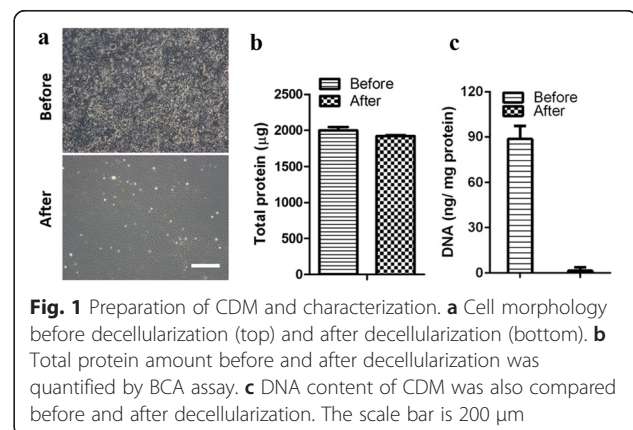 a
Before
After
b
Before
After
Total protein (µg)
2500
2000
1500
1000
500
0
c
Before
After
DNA (ng/ mg protein)
120
90
60
30
0
Fig. 1 Preparation of CDM and characterization. a Cell morphology
before decellularization (top) and after decellularization (bottom). b
Total protein amount before and after decellularization was
quantified by BCA assay. c DNA content of CDM was also compared
before and after decellularization. The scale bar is 200 µm